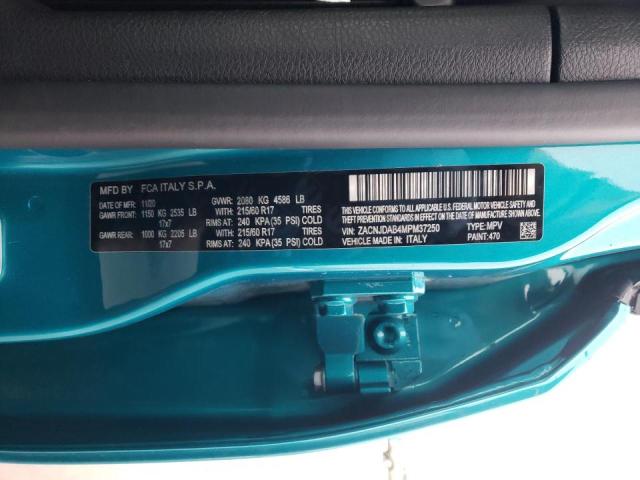 MFD BY FCA ITALY S.P.A.
DATE OF MFR 11/20 GVWR: 2080 KG 4586 LB
GAWR FRONT: 1150 KG 2535 LB WITH 215/60 R17 TIRES
17x7 RIMS AT: 240 KPA (35 PSI) COLD
GAWR REAR: 1000 KG 2205 LB WITH 215/60 R17 TIRES
17x7 RIMS AT: 240 KPA (35 PSI) COLD
THIS VEHICLE CONFORMS TO ALL APPLICABLE
U.S. FEDERAL MOTOR VEHICLE SAFETY
BUMPER, AND THEFT PREVENTION STANDARDS
IN EFFECT ON THE DATE OF MANUFACTURE SHOWN ABOVE.
VIN: ZACNJDAB4MPM37250 TYPE: MPV
VEHICLE MADE IN: ITALY PAINT: 470